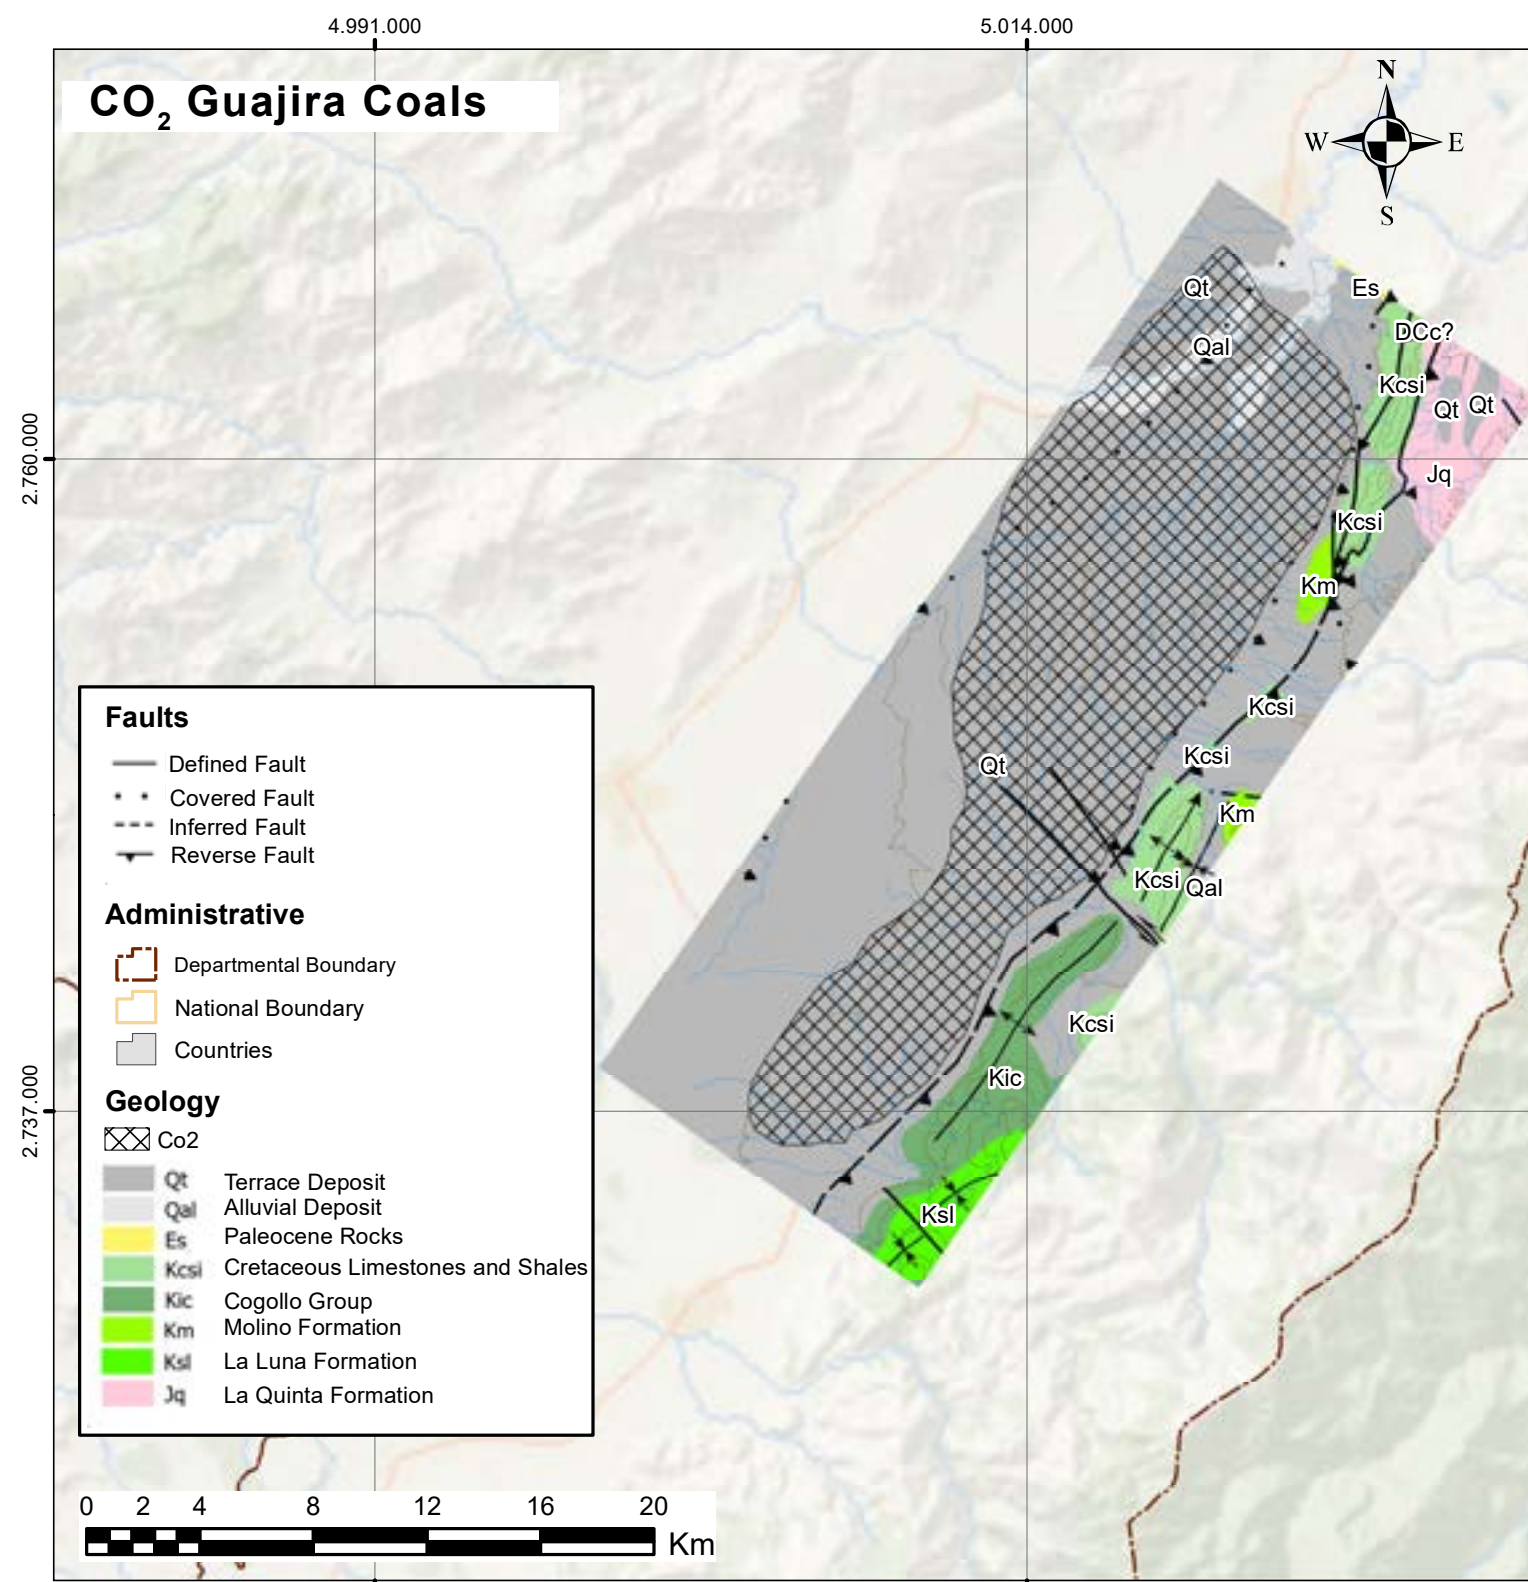 4.991.000 5.014.000
CO2 Guajira Coals
N
W E
S
Es
Qt
DCc?
Qal
Kcsi
Qt Qt
2.760.000
Jq
Kcsi
Km
Kcsi
Kcsi
Qt
Km
Kcsi Qal
Kcsi
Kic
2.737.000
Ksl
Faults
Defined Fault
Covered Fault
Inferred Fault
Reverse Fault
Administrative
Departmental Boundary
National Boundary
Countries
Geology
Co2
Qt Terrace Deposit
Qal Alluvial Deposit
Es Paleocene Rocks
Kcsi Cretaceous Limestones and Shales
Kic Cogollo Group
Km Molino Formation
Ksl La Luna Formation
Jq La Quinta Formation
0 2 4 8 12 16 20
Km